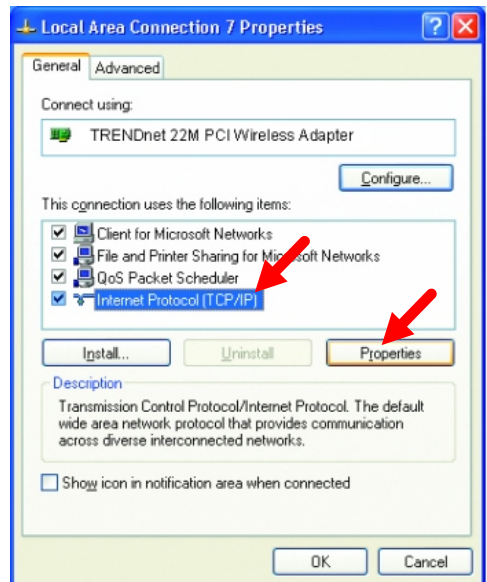 Local Area Connection 7 Properties
General
Advanced
Connect using:
TRENDnet 22M PCI Wireless Adapter
Configure...
This connection uses the following items:
Client for Microsoft Networks
File and Printer Sharing for Microsoft Networks
QoS Packet Scheduler
Internet Protocol (TCP/IP)
Install...
Uninstall
Properties
Description
Transmission Control Protocol/Internet Protocol. The default
wide area network protocol that provides communication
across diverse interconnected networks.
Show icon in notification area when connected
OK
Cancel